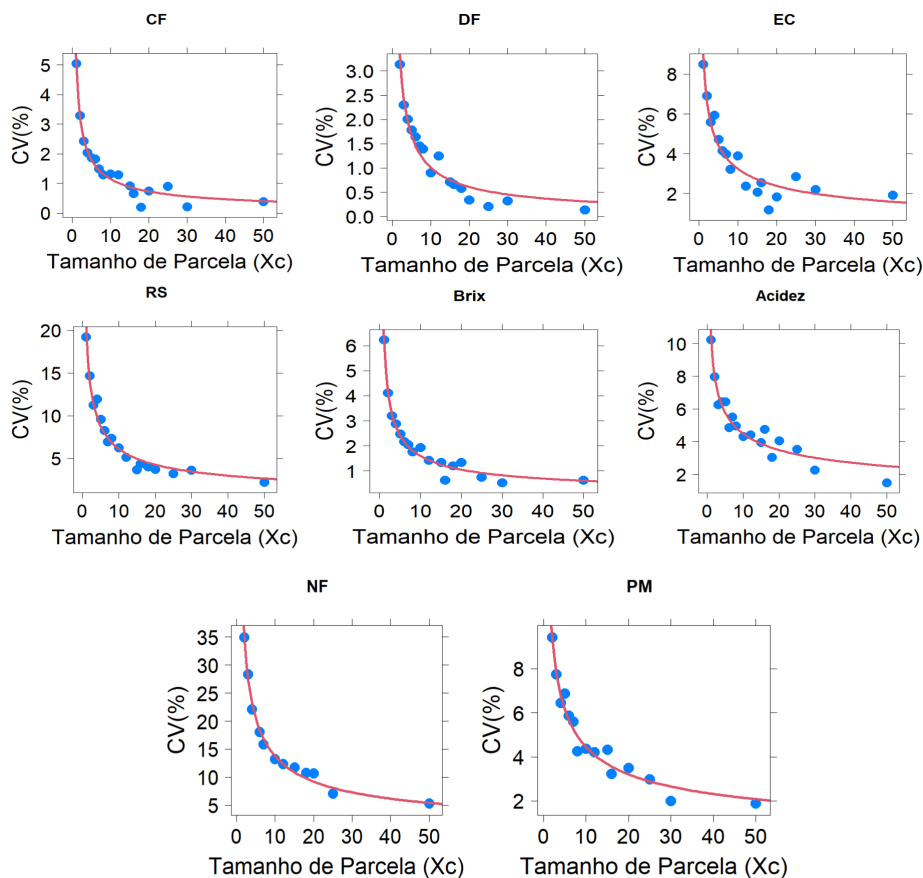 CF
DF
EC
CV(%)
5
4
3
2
1
0
0 10 20 30 40 50
Tamanho de Parcela (Xc)
CV(%)
3.0
2.5
2.0
1.5
1.0
0.5
0.0
0 10 20 30 40 50
Tamanho de Parcela (Xc)
CV(%)
8
6
4
2
0 10 20 30 40 50
Tamanho de Parcela (Xc)
RS
Brix
Acidez
CV(%)
20
15
10
5
0 10 20 30 40 50
Tamanho de Parcela (Xc)
CV(%)
6
5
4
3
2
1
0 10 20 30 40 50
Tamanho de Parcela (Xc)
CV(%)
10
8
6
4
2
0 10 20 30 40 50
Tamanho de Parcela (Xc)
NF
PM
CV(%)
35
30
25
20
15
10
5
0 10 20 30 40 50
Tamanho de Parcela (Xc)
CV(%)
8
6
4
2
0 10 20 30 40 50
Tamanho de Parcela (Xc)